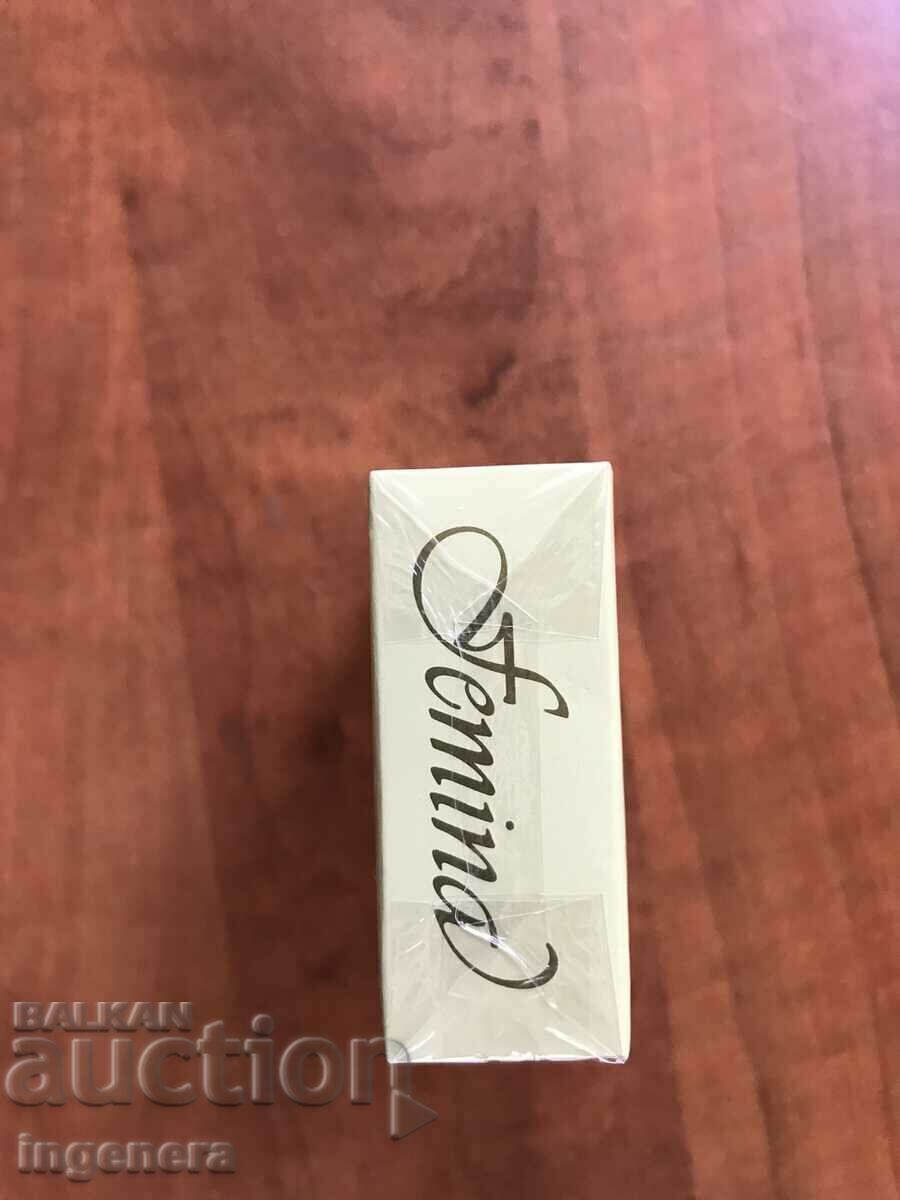 Femina
BALKAN
auction
ingenera